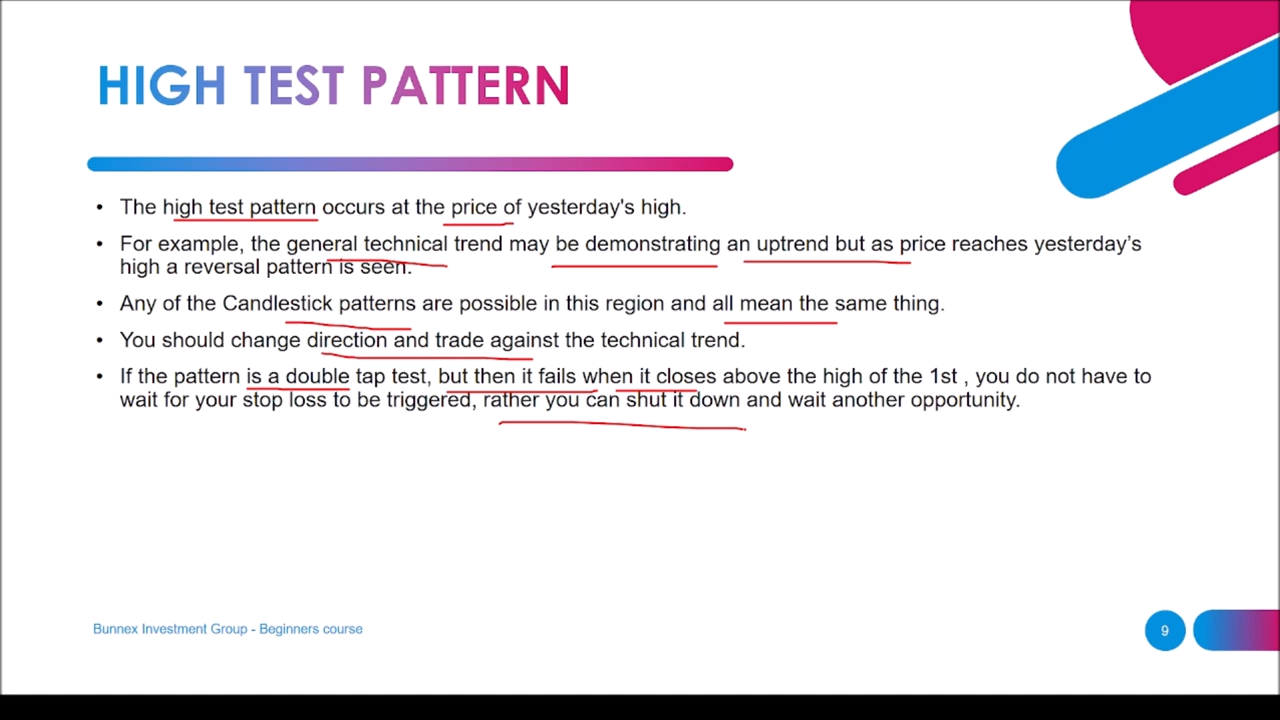 HIGH TEST PATTERN
• The high test pattern occurs at the price of yesterday's high.
• For example, the general technical trend may be demonstrating an uptrend but as price reaches yesterday’s
high a reversal pattern is seen.
• Any of the Candlestick patterns are possible in this region and all mean the same thing.
• You should change direction and trade against the technical trend.
• If the pattern is a double tap test, but then it fails when it closes above the high of the 1st , you do not have to
wait for your stop loss to be triggered, rather you can shut it down and wait another opportunity.
Bunnex Investment Group - Beginners course
9